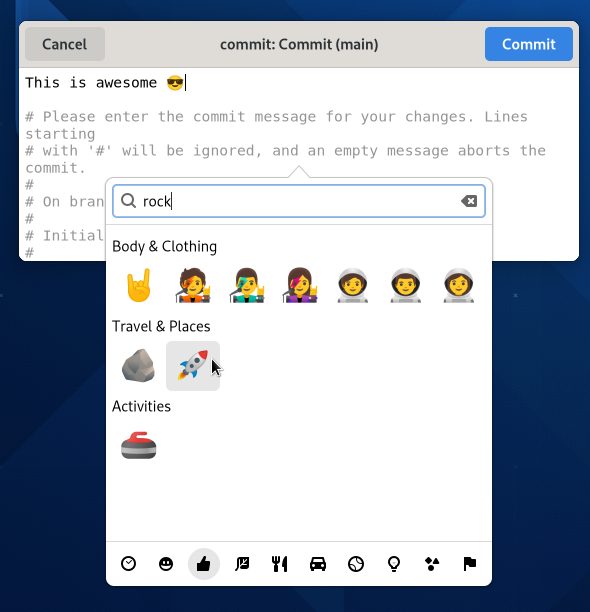 Cancel
commit: Commit (main)
Commit
This is awesome 😎
# Please enter the commit message for your changes. Lines
starting
# with '#' will be ignored, and an empty message aborts the
commit.
#
# On bran
#
# Initial
#
rock
Body & Clothing
Travel & Places
Activities